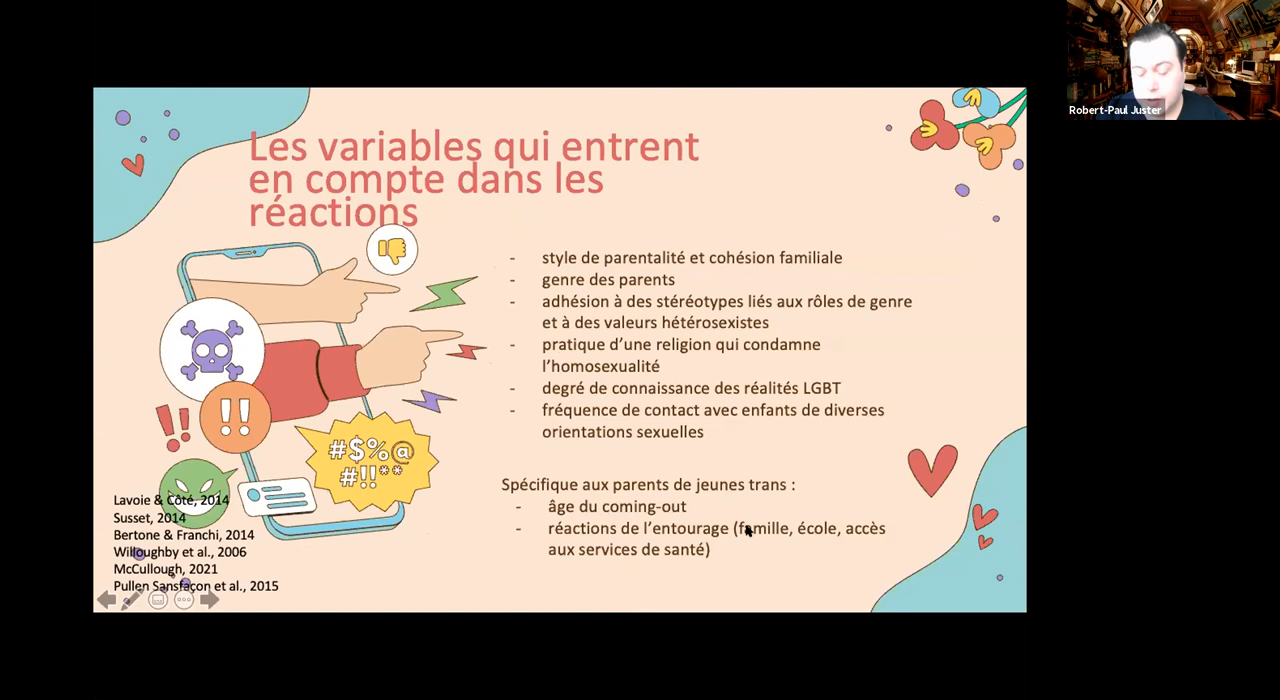 Robert-Paul Juster
Les variables qui entrent
en compte dans les
réactions
- style de parentalité et cohésion familiale
- genre des parents
- adhésion à des stéréotypes liés aux rôles de genre
et à des valeurs hétérosexistes
- pratique d’une religion qui condamne
l’homosexualité
- degré de connaissance des réalités LGBT
- fréquence de contact avec enfants de diverses
orientations sexuelles
!!
!!
#$%@
#!!**
Spécifique aux parents de jeunes trans :
- âge du coming-out
- réactions de l’entourage (famille, école, accès
aux services de santé)
Lavoie & Côté, 2014
Susset, 2014
Bertone & Franchi, 2014
Willoughby et al., 2006
McCullough, 2021
Pullen Sansfaçon et al., 2015